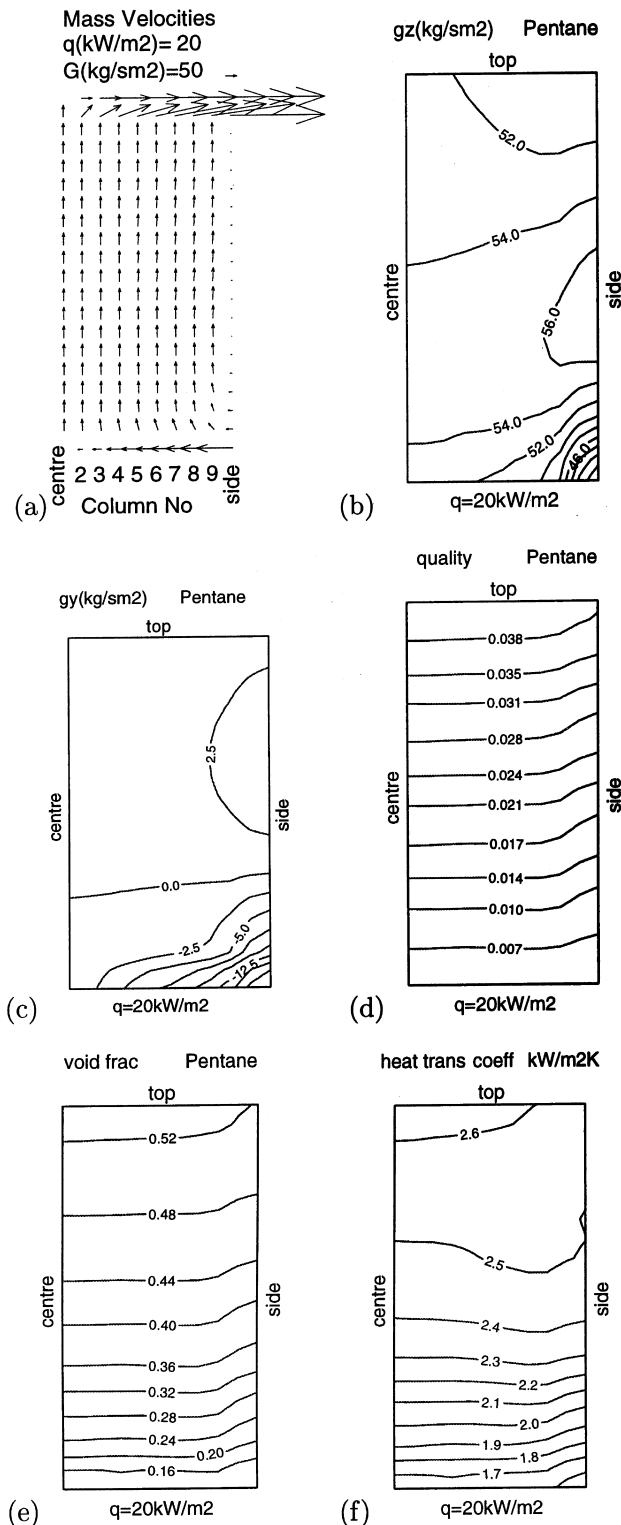 Mass Velocities
q(kW/m2)= 20
G(kg/sm2)=50
centre 2 3 4 5 6 7 8 9 side
(a) Column No
gz(kg/sm2) Pentane
top
52.0
54.0
centre
side
56.0
54.0
52.0
46.0
(b) q=20kW/m2
gy(kg/sm2) Pentane
top
2.5
centre
side
0.0
-2.5
-5.0
-12.5
(c) q=20kW/m2
quality Pentane
top
0.038
0.035
0.031
0.028
centre
side
0.024
0.021
0.017
0.014
0.010
0.007
(d) q=20kW/m2
void frac Pentane
top
0.52
0.48
centre
side
0.44
0.40
0.36
0.32
0.28
0.24
0.20
0.16
(e) q=20kW/m2
heat trans coeff kW/m2K
top
2.6
2.5
centre
side
2.4
2.3
2.2
2.1
2.0
1.9
1.8
1.7
(f) q=20kW/m2